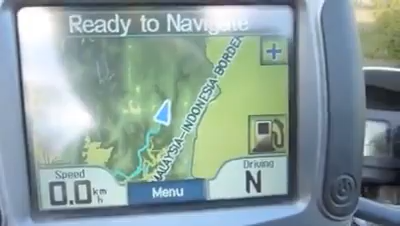 Ready to Navigate
MALAYSIA-INDONESIA BORDER
Speed
0.0 km/h
Menu
Driving
N